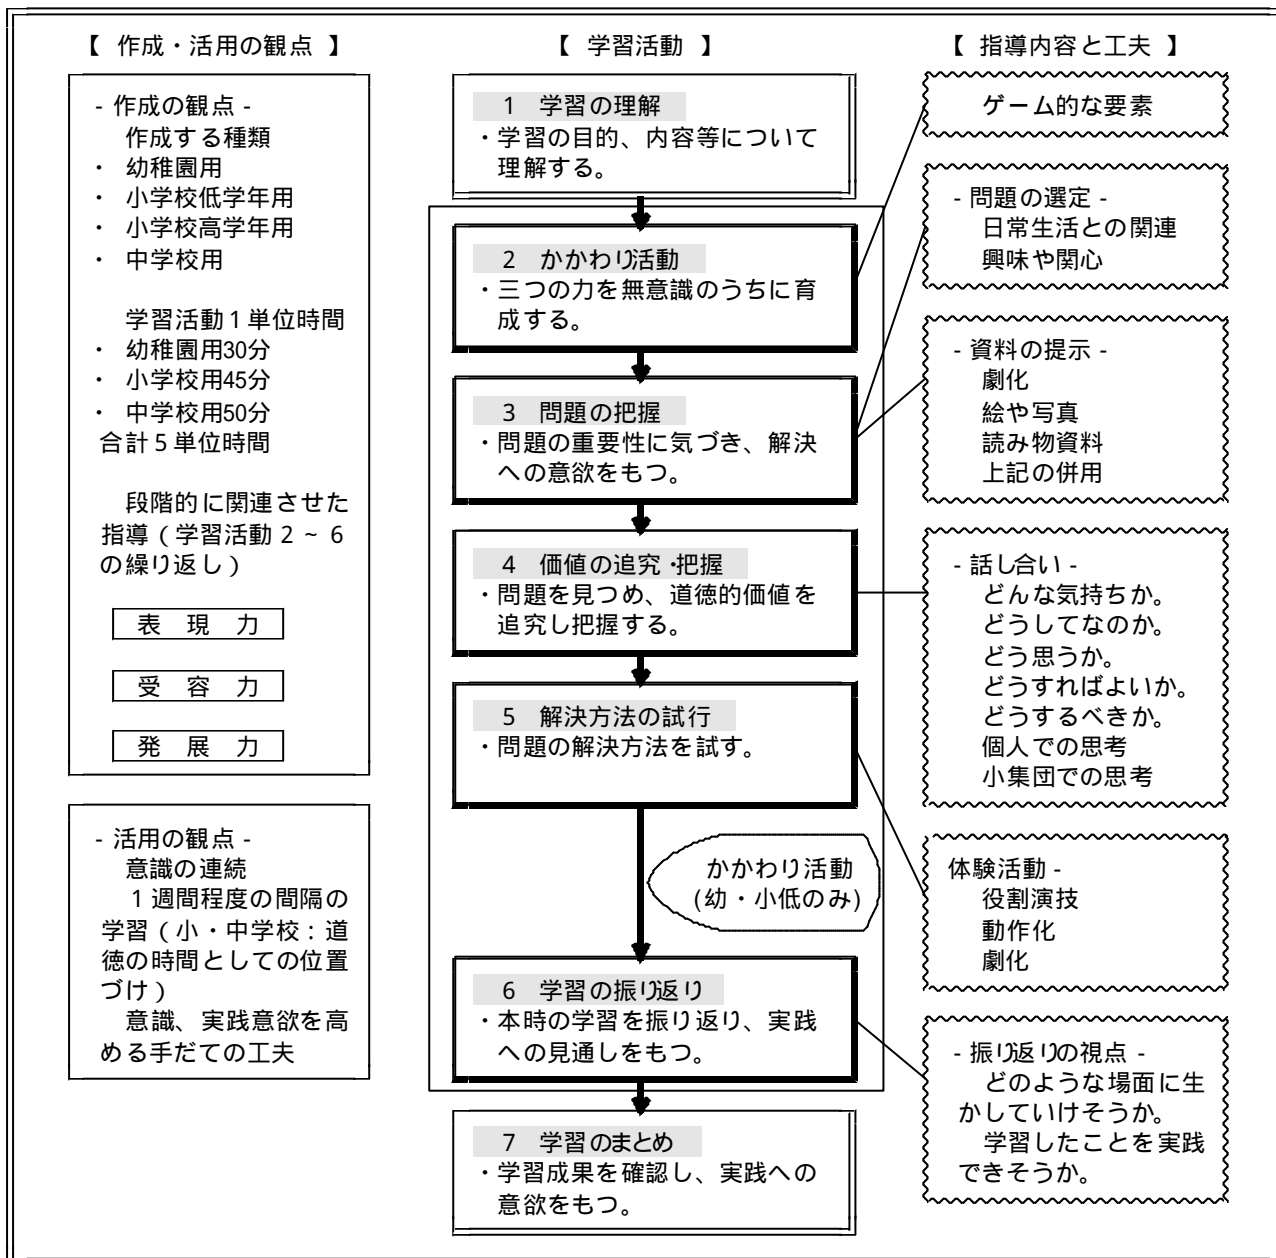 【 作成・活用の観点 】
- 作成の観点 -
作成する種類
・ 幼稚園用
・ 小学校低学年用
・ 小学校高学年用
・ 中学校用
学習活動1単位時間
・ 幼稚園用30分
・ 小学校用45分
・ 中学校用50分
合計5単位時間
段階的に関連させた
指導(学習活動2~6
の繰り返し)
表 現 力
受 容 力
発 展 力
- 活用の観点 -
意識の連続
1週間程度の間隔の
学習(小・中学校:道
徳の時間としての位置
づけ)
意識、実践意欲を高
める手だての工夫
【 学習活動 】
1 学習の理解
・学習の目的、内容等について
理解する。
2 かかわり活動
・三つの力を無意識のうちに育
成する。
3 問題の把握
・問題の重要性に気づき、解決
への意欲をもつ。
4 価値の追究・把握
・問題を見つめ、道徳的価値を
追究し把握する。
5 解決方法の試行
・問題の解決方法を試す。
かかわり活動
(幼・小低のみ)
6 学習の振り返り
・本時の学習を振り返り、実践
への見通しをもつ。
7 学習のまとめ
・学習成果を確認し、実践への
意欲をもつ。
【 指導内容と工夫 】
ゲーム的な要素
- 問題の選定 -
日常生活との関連
興味や関心
- 資料の提示 -
劇化
絵や写真
読み物資料
上記の併用
- 話し合い -
どんな気持ちか。
どうしてなのか。
どう思うか。
どうすればよいか。
どうするべきか。
個人での思考
小集団での思考
体験活動 -
役割演技
動作化
劇化
- 振り返りの視点 -
どのような場面に生
かしていけそうか。
学習したことを実践
できそうか。